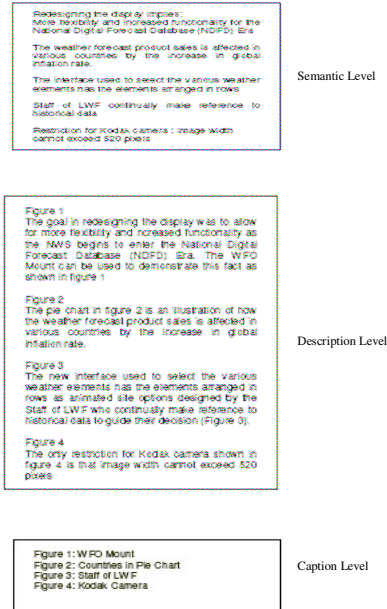 Redesigning the display implies:
More flexibility and increased functionality for the
National Digital Forecast Database (NDFD) Era
The weather forecast product sales is affected in
various countries by the increase in global
inflation rate.
The interface used to select the various weather
elements has the elements arranged in rows
Staff of LWF continually make reference to
historical data
Restriction for Kodak camera : image width
cannot exceed 520 pixels
Semantic Level
Figure 1
The goal in redesigning the display was to allow
for more flexibility and increased functionality as
the NWS begins to enter the National Digital
Forecast Database (NDFD) Era. The WFO
Mount can be used to demonstrate this fact as
shown in figure 1
Figure 2
The pie chart in figure 2 is an illustration of how
the weather forecast product sales is affected in
various countries by the increase in global
inflation rate.
Figure 3
The new interface used to select the various
weather elements has the elements arranged in
rows as animated site options designed by the
Staff of LWF who continually make reference to
historical data to guide their decision (Figure 3).
Figure 4
The only restriction for Kodak camera shown in
figure 4 is that image width cannot exceed 520
pixels
Description Level
Figure 1: WFO Mount
Figure 2: Countries in Pie Chart
Figure 3: Staff of LWF
Figure 4: Kodak Camera
Caption Level